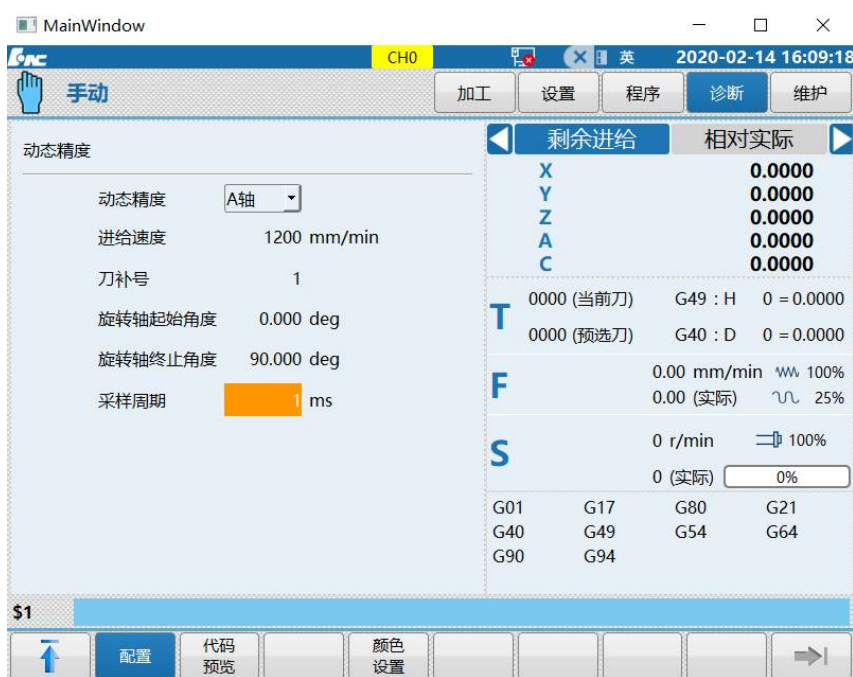 MainWindow
HNC CH0 英 2020-02-14 16:09:18
手动 加工 设置 程序 诊断 维护
动态精度
动态精度 A轴
进给速度 1200 mm/min
刀补号 1
旋转轴起始角度 0.000 deg
旋转轴终止角度 90.000 deg
采样周期 1 ms
剩余进给 相对实际
X 0.0000
Y 0.0000
Z 0.0000
A 0.0000
C 0.0000
T
0000 (当前刀) G49 : H 0 = 0.0000
0000 (预选刀) G40 : D 0 = 0.0000
F
0.00 mm/min 100%
0.00 (实际) 25%
S
0 r/min 100%
0 (实际) 0%
G01 G17 G80 G21
G40 G49 G54 G64
G90 G94
$1
配置 代码预览 颜色设置